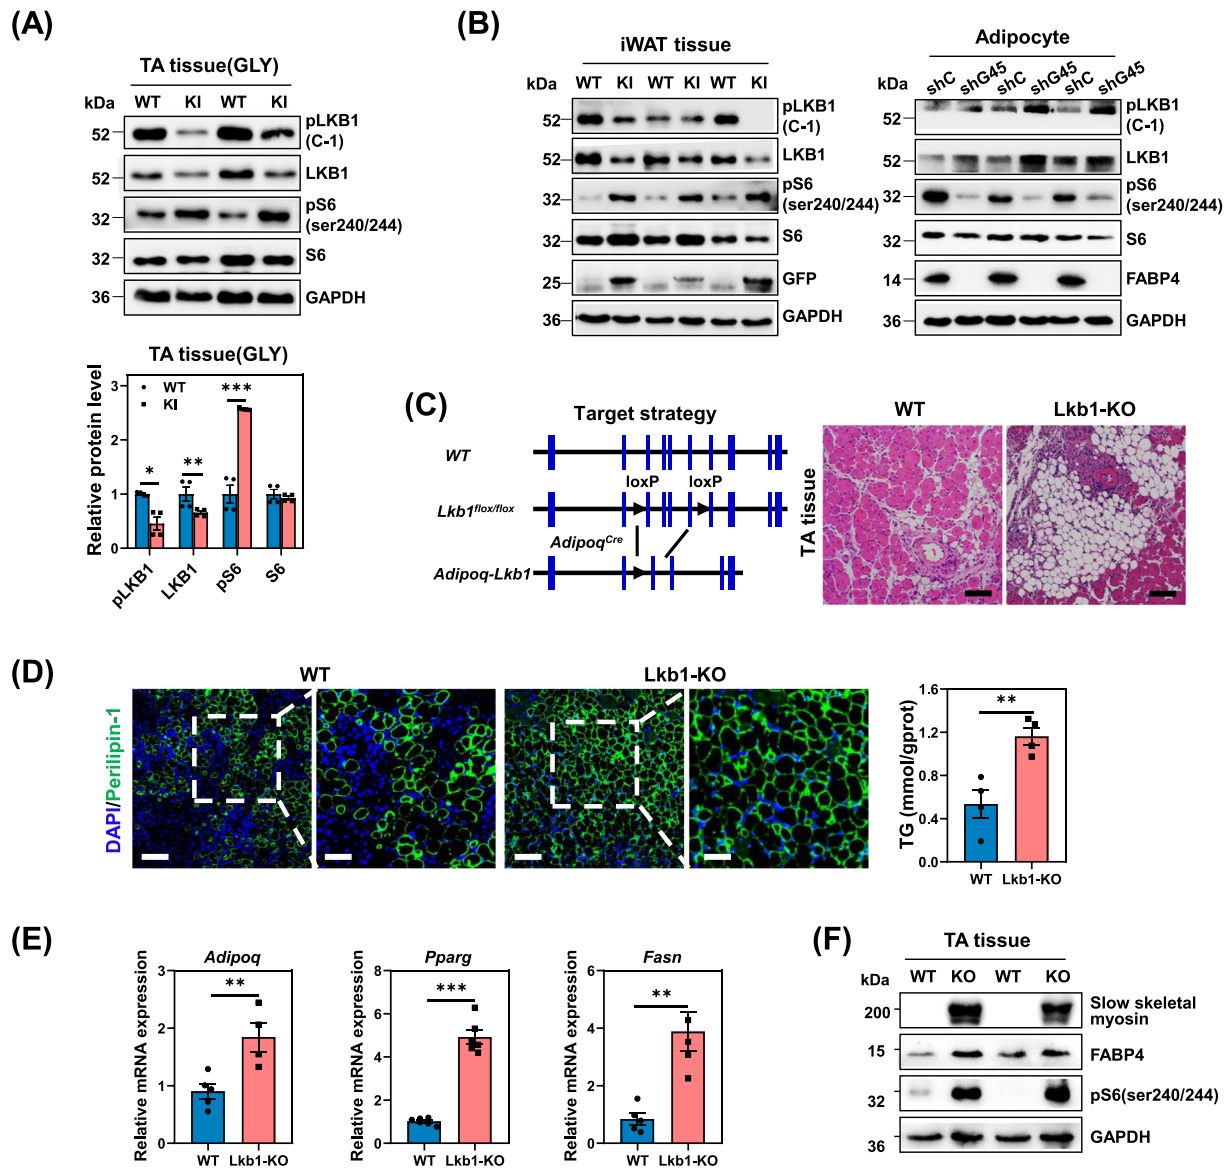 (A)
TA tissue(GLY)
kDa WT KI WT KI
52 pLKB1
(C-1)
52 LKB1
32 pS6
(ser240/244)
32 S6
36 GAPDH
TA tissue(GLY)
Relative protein level
3
2
1
0
WT
KI
* ** ***
pLKB1 LKB1 pS6 S6
(B)
iWAT tissue
kDa WT KI WT KI WT KI
52 pLKB1
(C-1)
52 LKB1
32 pS6
(ser240/244)
32 S6
25 GFP
36 GAPDH
Adipocyte
kDa shC shG45 shC shG45 shC shG45
52 pLKB1
(C-1)
52 LKB1
32 pS6
(ser240/244)
32 S6
14 FABP4
36 GAPDH
(C)
Target strategy
WT
loxP loxP
Lkb1flox/flox
AdipoqCre
Adipoq-Lkb1
WT Lkb1-KO
TA tissue
(D)
WT Lkb1-KO
DAPI/Perilipin-1
TG (mmol/gprot)
1.6
1.2
0.8
0.4
0.0
**
WT Lkb1-KO
(E)
Adipoq
Relative mRNA expression
3
2
1
0
**
WT Lkb1-KO
Pparg
Relative mRNA expression
8
6
4
2
0
***
WT Lkb1-KO
Fasn
Relative mRNA expression
6
4
2
0
**
WT Lkb1-KO
(F)
TA tissue
kDa WT KO WT KO
200 Slow skeletal
myosin
15 FABP4
32 pS6(ser240/244)
36 GAPDH